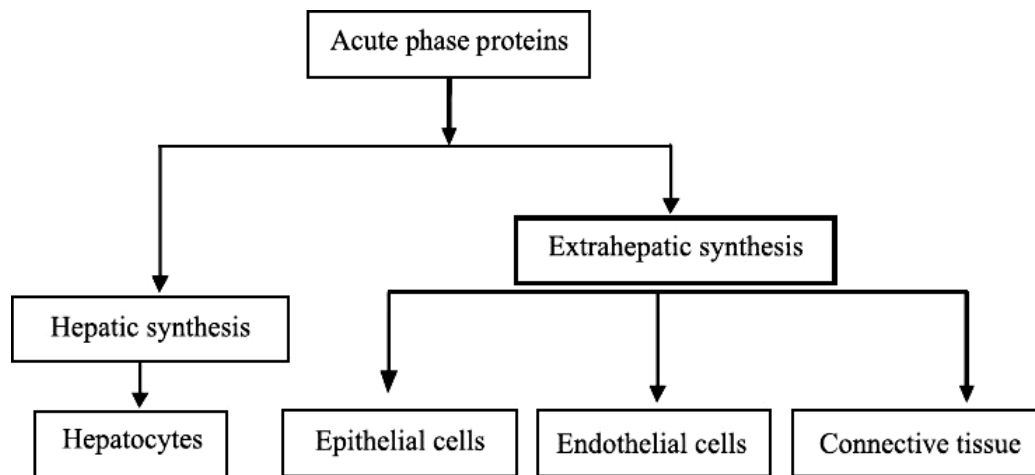 Acute phase proteins
Extrahepatic synthesis
Hepatic synthesis
Hepatocytes
Epithelial cells
Endothelial cells
Connective tissue